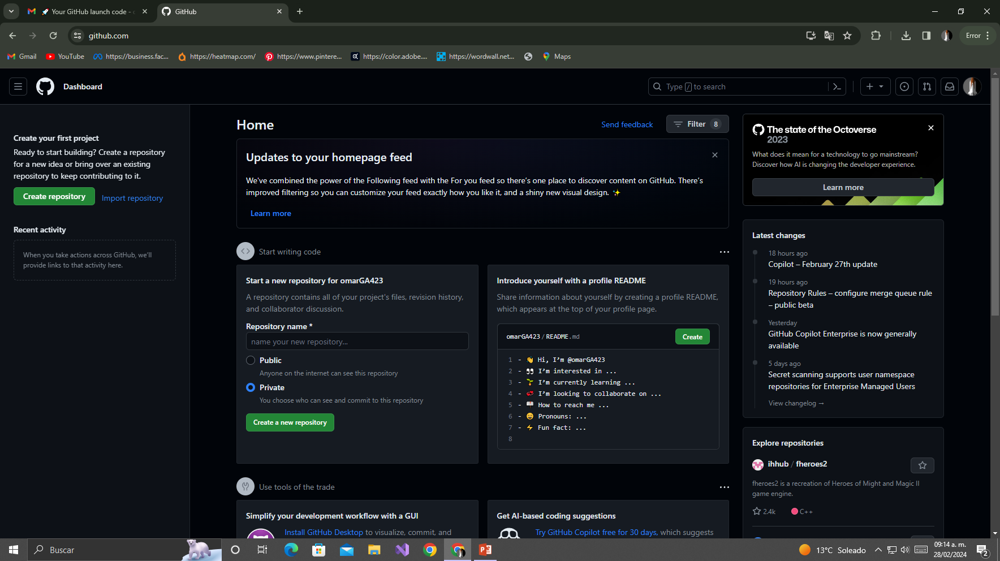 Your GitHub launch code -
GitHub
github.com
Error
Gmail
YouTube
https://business.fac...
https://heatmap.com/
https://www.pintere...
https://color.adobe....
https://wordwall.net...
Maps
Dashboard
Type / to search
Create your first project
Ready to start building? Create a repository
for a new idea or bring over an existing
repository to keep contributing to it.
Create repository
Import repository
Recent activity
When you take actions across GitHub, we'll
provide links to that activity here.
Home
Send feedback
Filter 8
Updates to your homepage feed
We've combined the power of the Following feed with the For you feed so there's one place to discover content on GitHub. There's
improved filtering so you can customize your feed exactly how you like it, and a shiny new visual design. ✨
Learn more
Start writing code
Start a new repository for omarGA423
A repository contains all of your project's files, revision history,
and collaborator discussion.
Repository name *
name your new repository...
Public
Anyone on the internet can see this repository
Private
You choose who can see and commit to this repository
Create a new repository
Introduce yourself with a profile README
Share information about yourself by creating a profile README,
which appears at the top of your profile page.
omarGA423 / README.md
Create
1 - 👋 Hi, I'm @omarGA423
2 - 👀 I'm interested in ...
3 - 🌱 I'm currently learning ...
4 - 💞️ I'm looking to collaborate on ...
5 - 📫 How to reach me ...
6 - 😄 Pronouns: ...
7 - ⚡ Fun fact: ...
8
Use tools of the trade
Simplify your development workflow with a GUI
Install GitHub Desktop to visualize, commit, and
Get AI-based coding suggestions
Try GitHub Copilot free for 30 days, which suggests
The state of the Octoverse
2023
What does it mean for a technology to go mainstream?
Discover how AI is changing the developer experience.
Learn more
Latest changes
18 hours ago
Copilot – February 27th update
19 hours ago
Repository Rules – configure merge queue rule
– public beta
Yesterday
GitHub Copilot Enterprise is now generally
available
5 days ago
Secret scanning supports user namespace
repositories for Enterprise Managed Users
View changelog →
Explore repositories
ihhub / fheroes2
fheroes2 is a recreation of Heroes of Might and Magic II
game engine.
2.4k
C++
Buscar
13°C Soleado
09:14 a. m.
28/02/2024
2